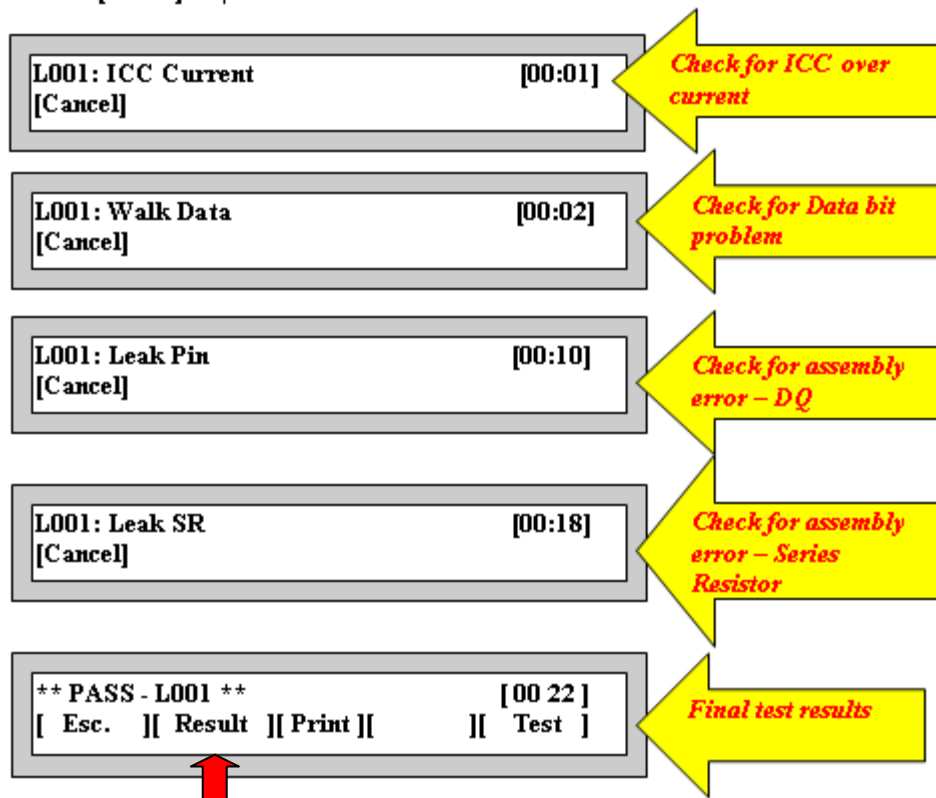 L001: ICC Current [00:01]
[Cancel]
Check for ICC over
current
L001: Walk Data [00:02]
[Cancel]
Check for Data bit
problem
L001: Leak Pin [00:10]
[Cancel]
Check for assembly
error – DQ
L001: Leak SR [00:18]
[Cancel]
Check for assembly
error – Series
Resistor
** PASS - L001 ** [ 00 22 ]
[ Esc. ][ Result ][ Print ][ ][ Test ]
Final test results